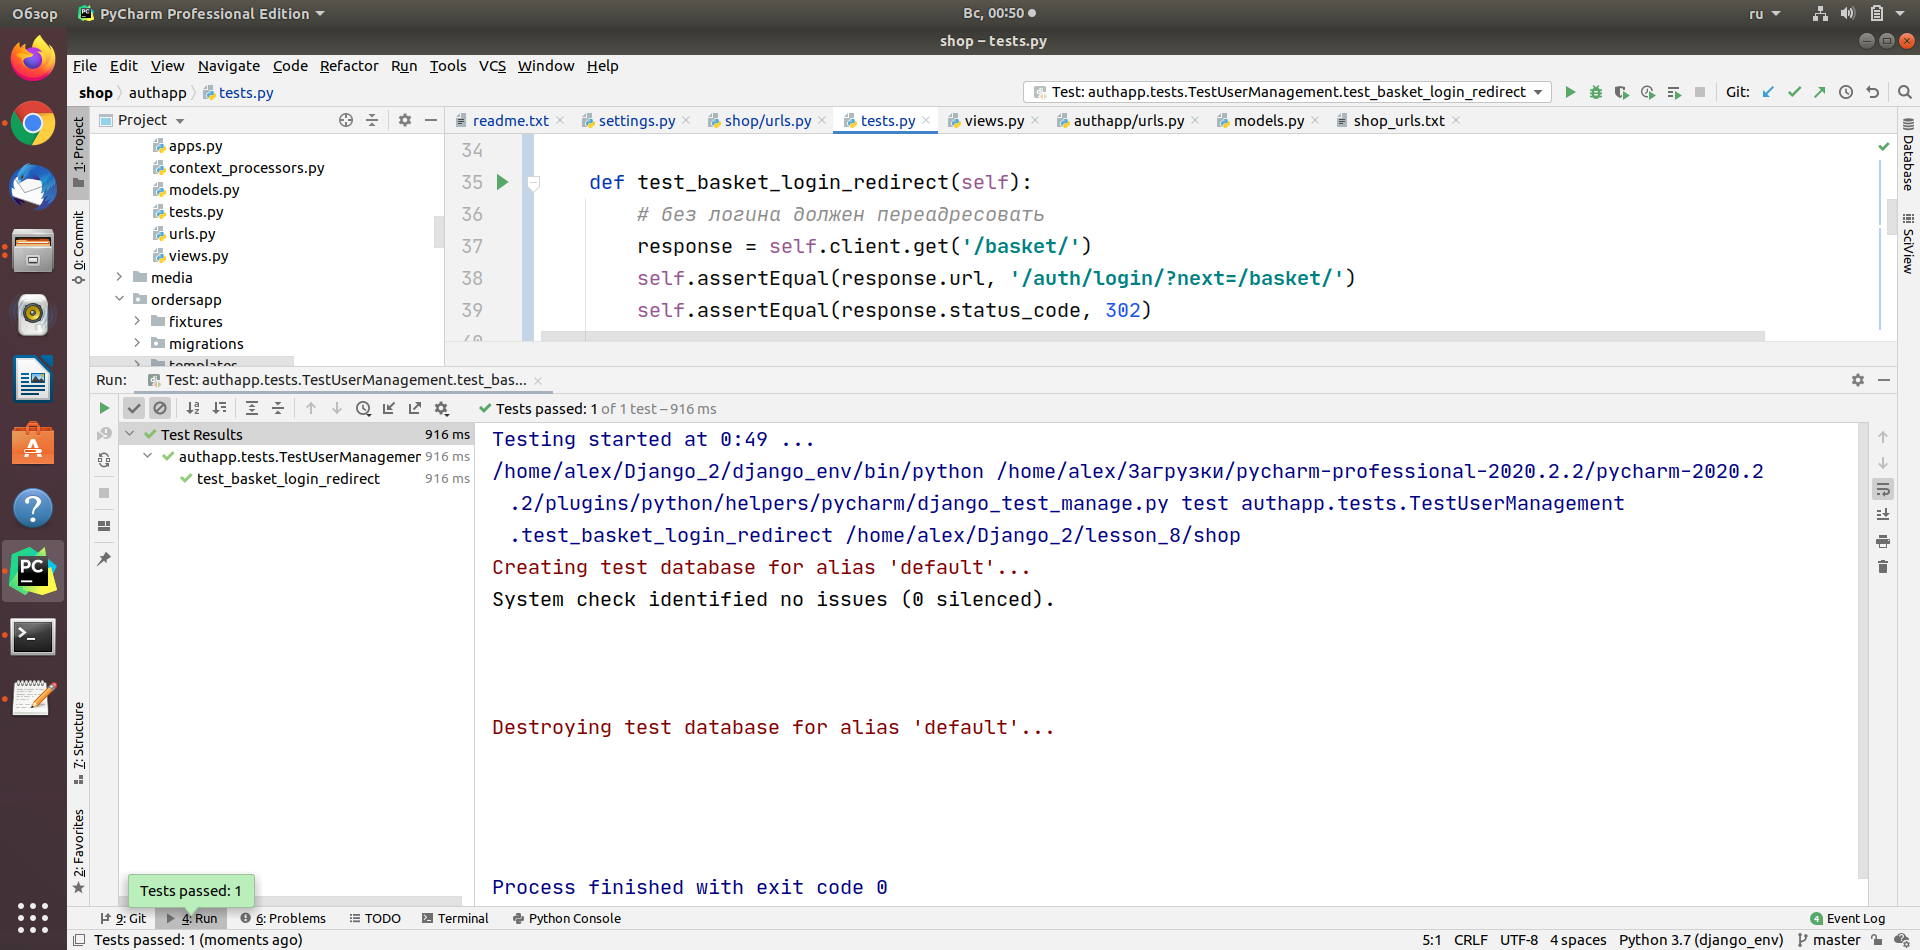 Обзор
PyCharm Professional Edition
Вс, 00:50
ru
shop – tests.py
File Edit View Navigate Code Refactor Run Tools VCS Window Help
shop authapp tests.py
Test: authapp.tests.TestUserManagement.test_basket_login_redirect
Git:
1: Project
0: Commit
7: Structure
2: Favorites
Project
apps.py
context_processors.py
models.py
tests.py
urls.py
views.py
media
ordersapp
fixtures
migrations
templates
readme.txt settings.py shop/urls.py tests.py views.py authapp/urls.py models.py shop_urls.txt
34
35 def test_basket_login_redirect(self):
36 # без логина должен переадресовать
37 response = self.client.get('/basket/')
38 self.assertEqual(response.url, '/auth/login/?next=/basket/')
39 self.assertEqual(response.status_code, 302)
40
Database
SciView
Run: Test: authapp.tests.TestUserManagement.test_bas...
Tests passed: 1 of 1 test – 916 ms
Test Results 916 ms
authapp.tests.TestUserManagemer 916 ms
test_basket_login_redirect 916 ms
Testing started at 0:49 ...
/home/alex/Django_2/django_env/bin/python /home/alex/Загрузки/pycharm-professional-2020.2.2/pycharm-2020.2
.2/plugins/python/helpers/pycharm/django_test_manage.py test authapp.tests.TestUserManagement
.test_basket_login_redirect /home/alex/Django_2/lesson_8/shop
Creating test database for alias 'default'...
System check identified no issues (0 silenced).
Destroying test database for alias 'default'...
Process finished with exit code 0
Tests passed: 1
9: Git 4: Run 6: Problems TODO Terminal Python Console
4 Event Log
Tests passed: 1 (moments ago)
5:1 CRLF UTF-8 4 spaces Python 3.7 (django_env) master